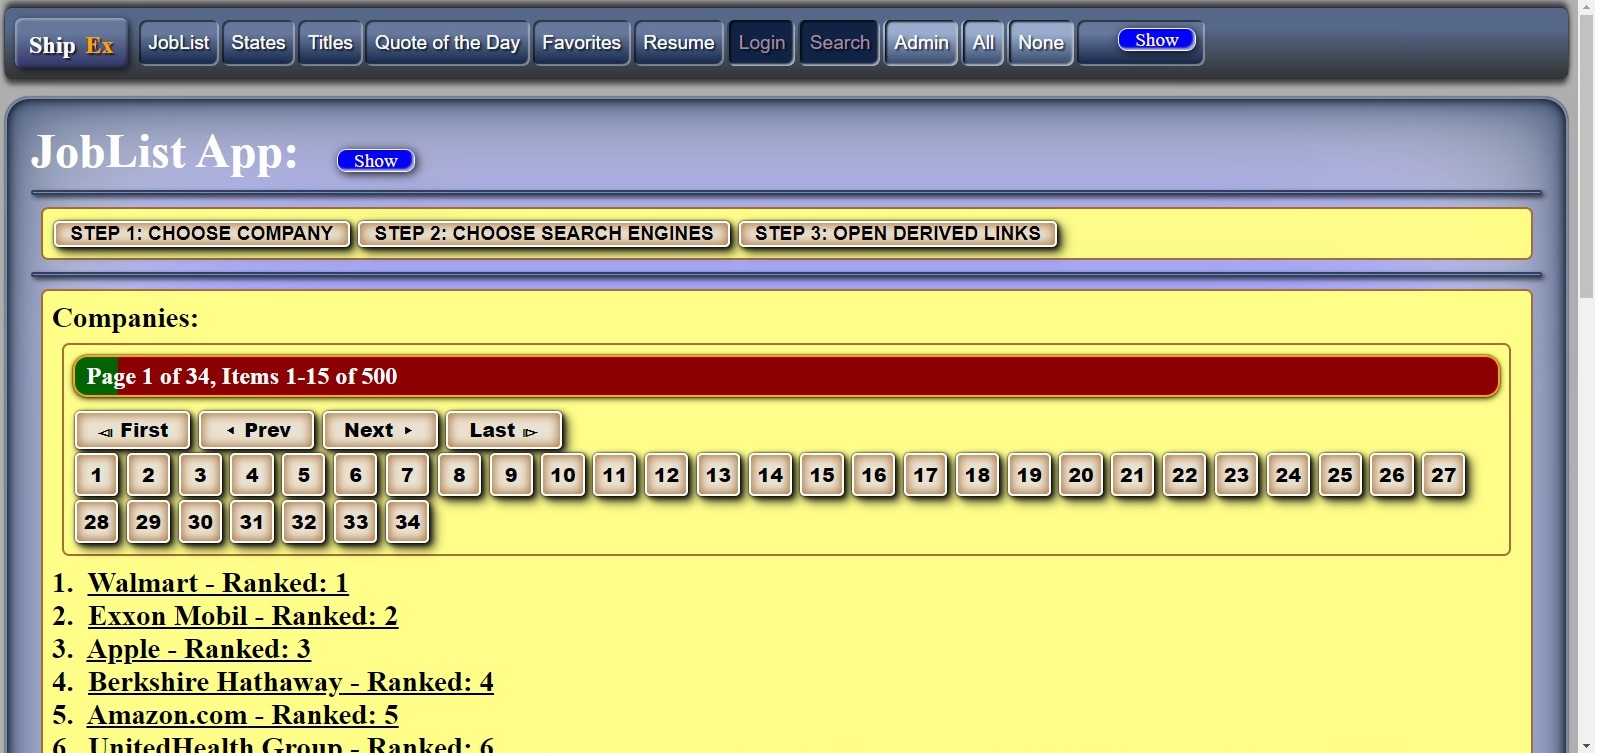 Ship Ex JobList States Titles Quote of the Day Favorites Resume Login Search Admin All None Show
JobList App: Show
STEP 1: CHOOSE COMPANY STEP 2: CHOOSE SEARCH ENGINES STEP 3: OPEN DERIVED LINKS
Companies:
Page 1 of 34, Items 1-15 of 500
First Prev Next Last
1 2 3 4 5 6 7 8 9 10 11 12 13 14 15 16 17 18 19 20 21 22 23 24 25 26 27
28 29 30 31 32 33 34
1. Walmart - Ranked: 1
2. Exxon Mobil - Ranked: 2
3. Apple - Ranked: 3
4. Berkshire Hathaway - Ranked: 4
5. Amazon.com - Ranked: 5
6. UnitedHealth Group - Ranked: 6